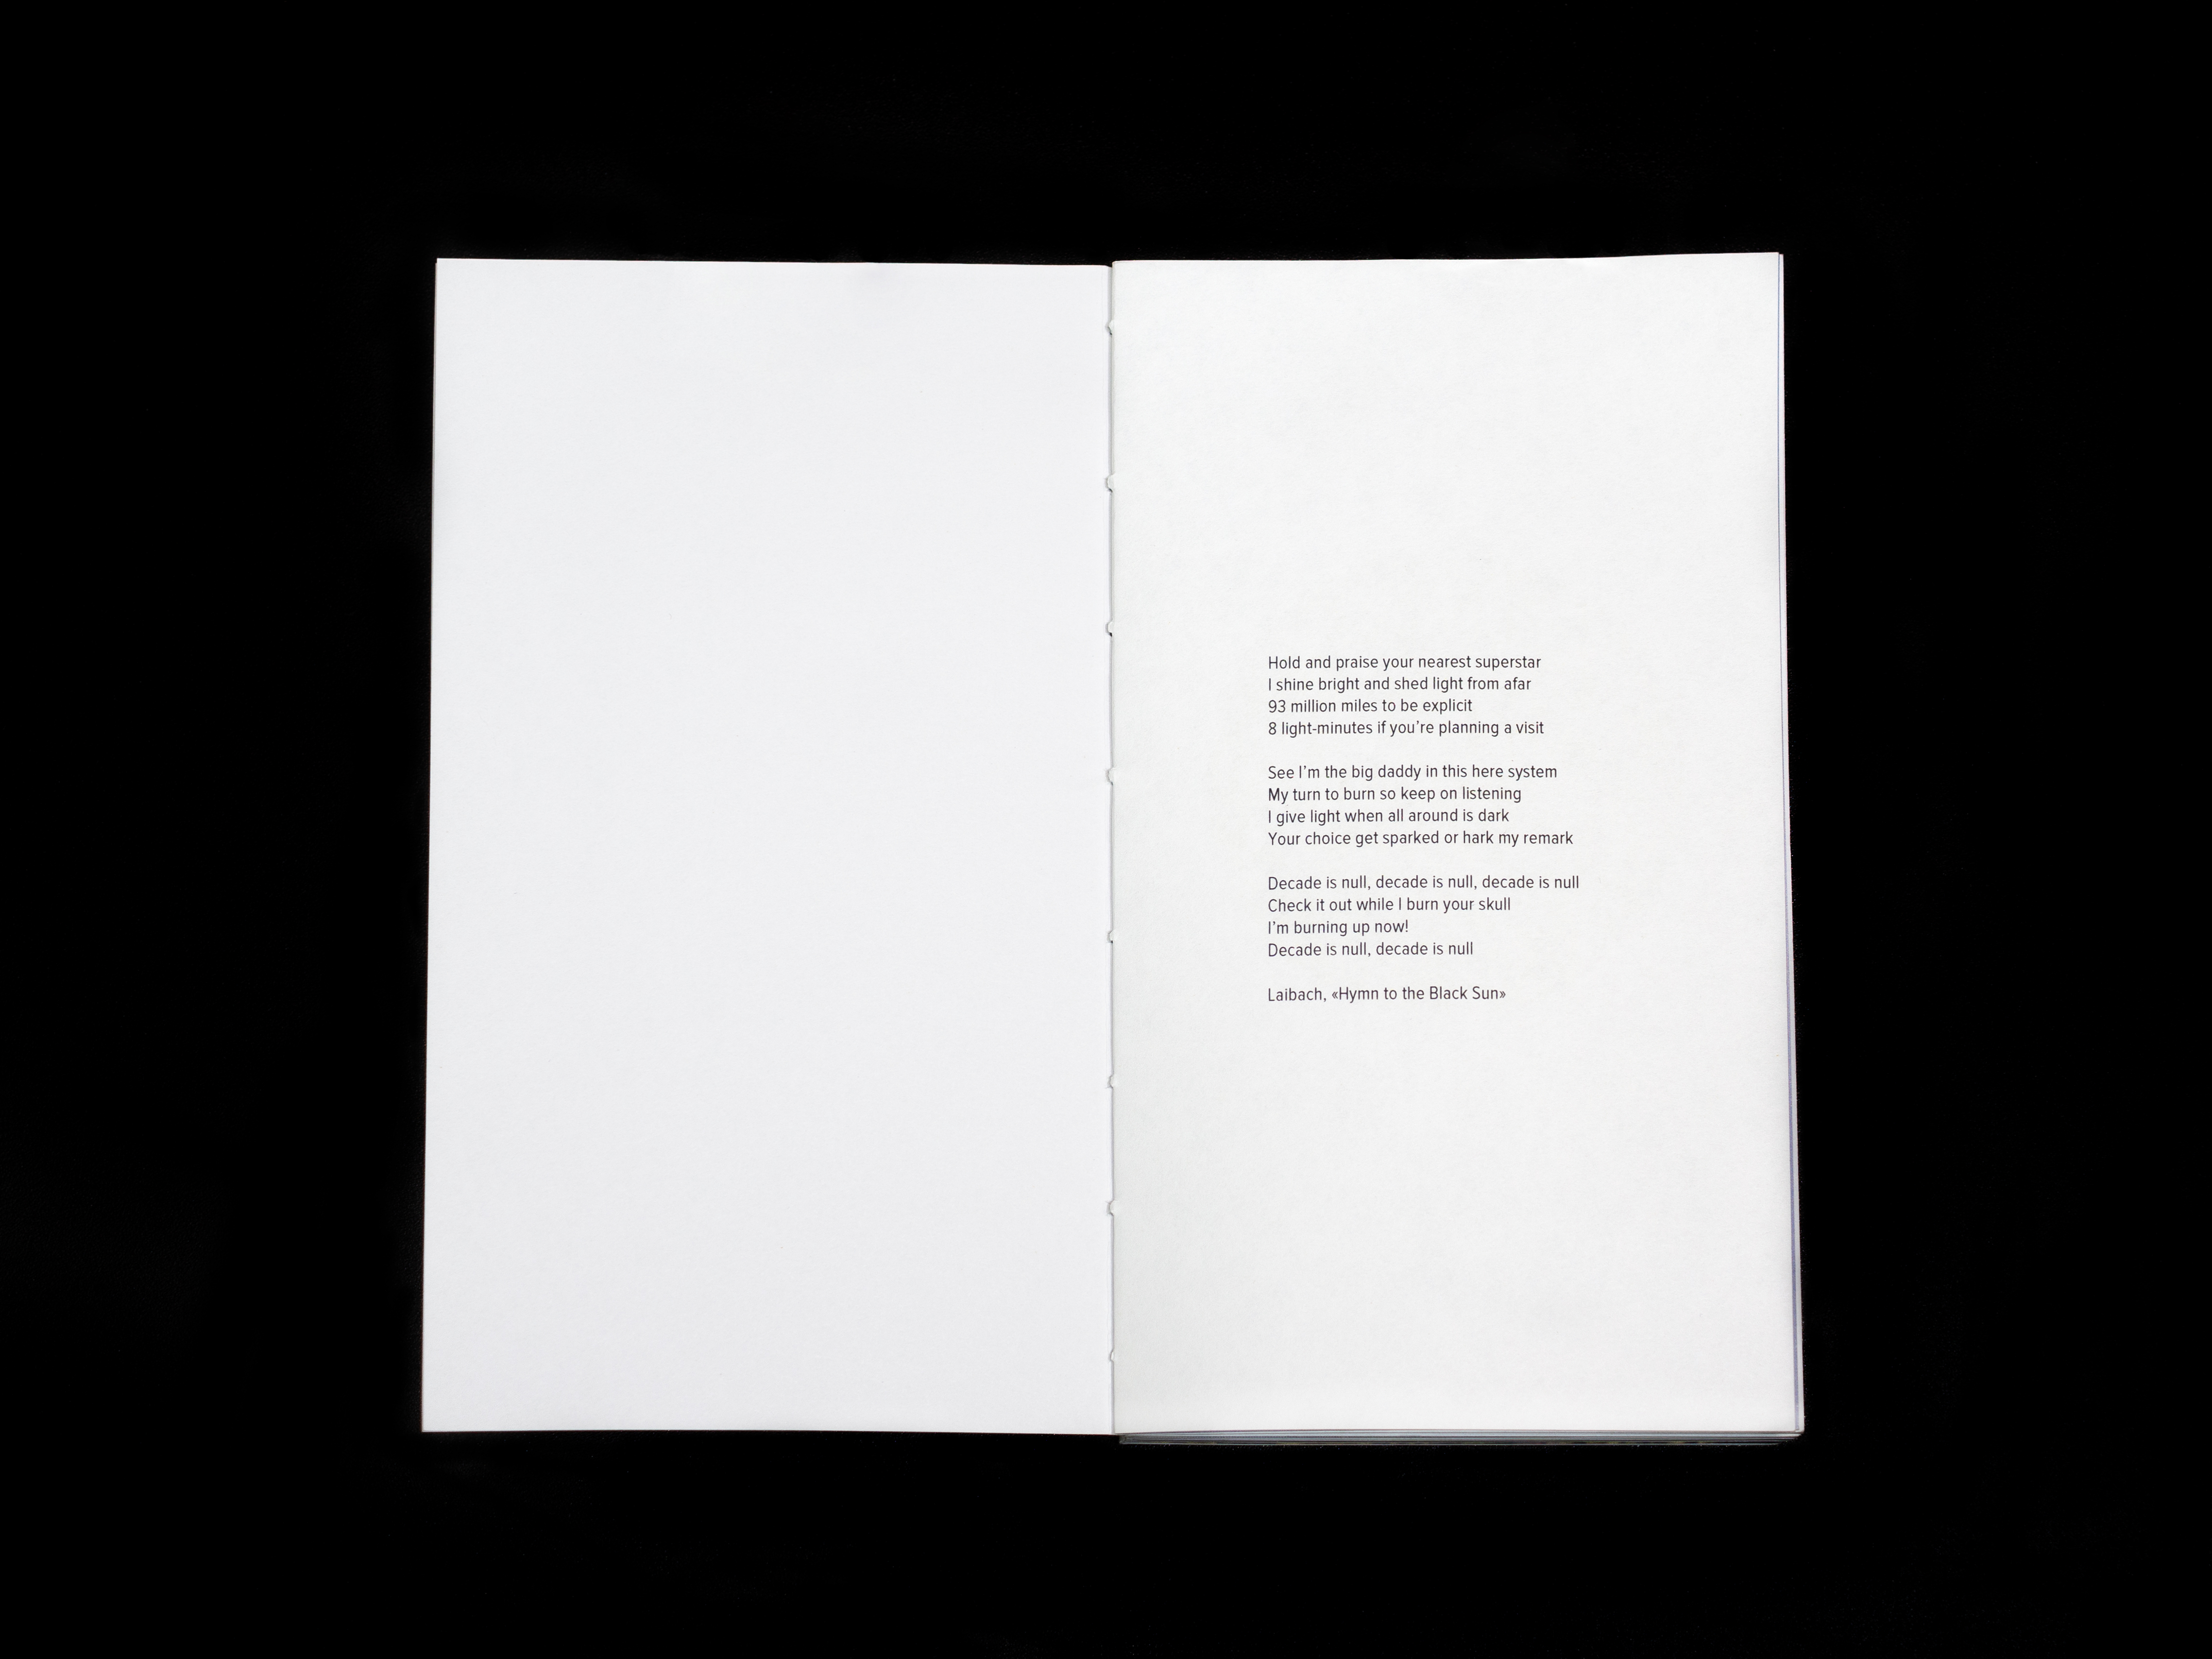 Hold and praise your nearest superstar
I shine bright and shed light from afar
93 million miles to be explicit
8 light-minutes if you’re planning a visit

See I’m the big daddy in this here system
My turn to burn so keep on listening
I give light when all around is dark
Your choice get sparked or hark my remark

Decade is null, decade is null, decade is null
Check it out while I burn your skull
I’m burning up now!
Decade is null, decade is null

Laibach, «Hymn to the Black Sun»